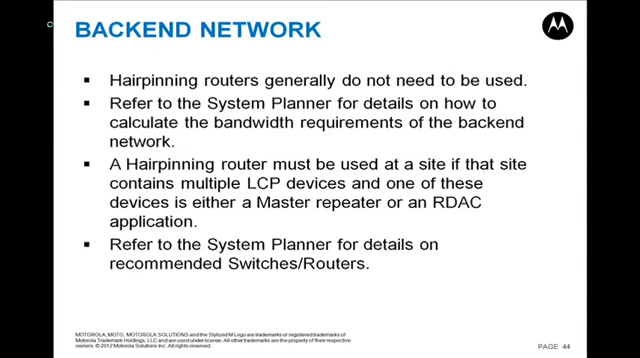 BACKEND NETWORK
▪ Hairpinning routers generally do not need to be used.
▪ Refer to the System Planner for details on how to
calculate the bandwidth requirements of the backend
network.
▪ A Hairpinning router must be used at a site if that site
contains multiple LCP devices and one of these
devices is either a Master repeater or an RDAC
application.
▪ Refer to the System Planner for details on
recommended Switches/Routers.
MOTOROLA, MOTO, MOTOROLA SOLUTIONS and the Stylized M Logo are trademarks or registered trademarks of
Motorola Trademark Holdings, LLC and are used under license. All other trademarks are the property of their respective
owners. © 2012 Motorola Solutions Inc. All rights reserved.
PAGE 44